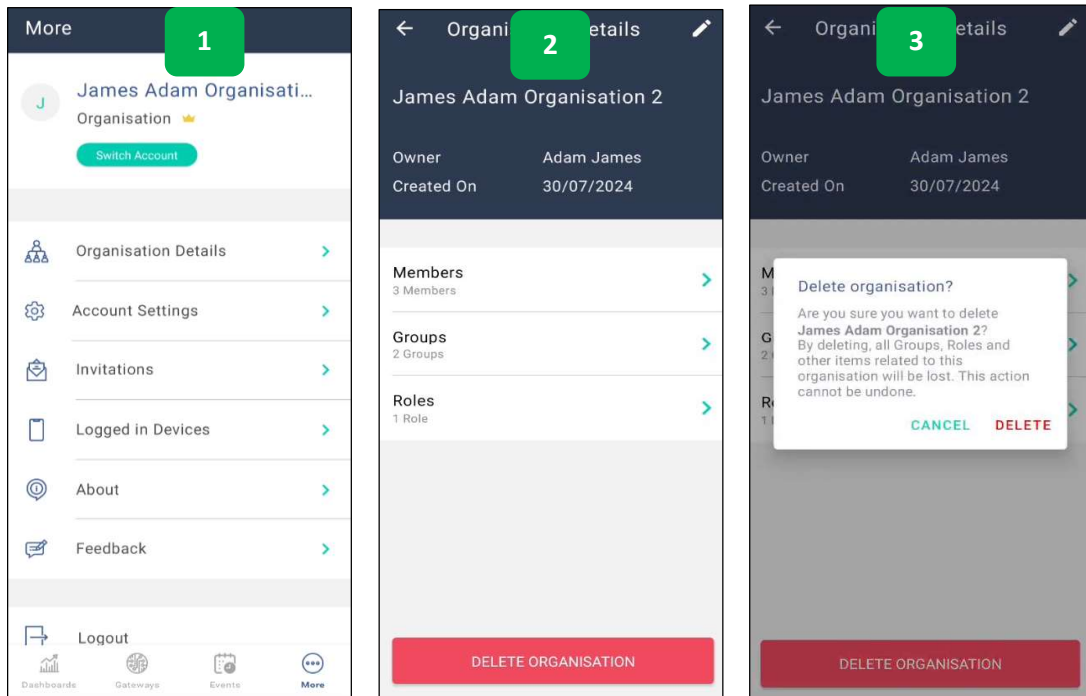 More
1
J
James Adam Organisati...
Organisation
Switch Account
Organisation Details
Account Settings
Invitations
Logged in Devices
About
Feedback
Logout
Dashboards
Gateways
Events
More
Organi
2
etails
James Adam Organisation 2
Owner
Adam James
Created On
30/07/2024
Members
3 Members
Groups
2 Groups
Roles
1 Role
DELETE ORGANISATION
Organi
3
etails
James Adam Organisation 2
Owner
Adam James
Created On
30/07/2024
M
3
G
2
R
1
Delete organisation?
Are you sure you want to delete
James Adam Organisation 2?
By deleting, all Groups, Roles and
other items related to this
organisation will be lost. This action
cannot be undone.
CANCEL
DELETE
DELETE ORGANISATION